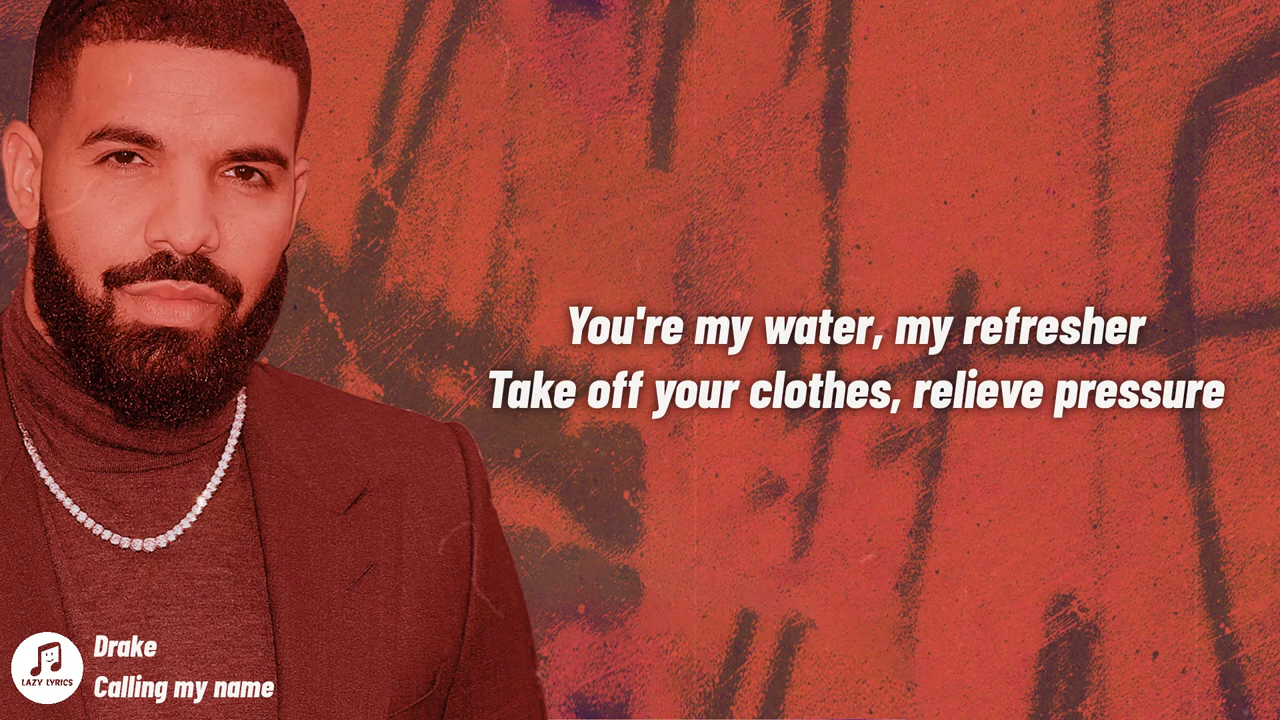 You're my water, my refresher
Take off your clothes, relieve pressure
Drake
Calling my name
LAZY LYRICS